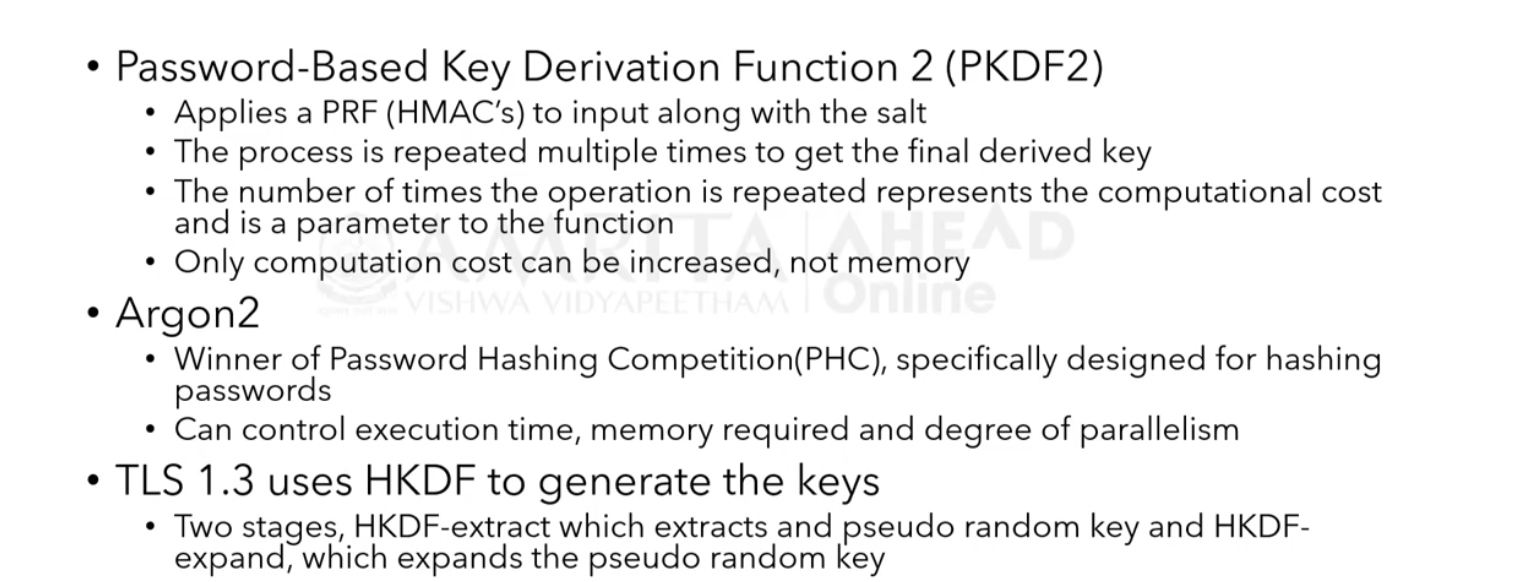 • Password-Based Key Derivation Function 2 (PKDF2)
• Applies a PRF (HMAC’s) to input along with the salt
• The process is repeated multiple times to get the final derived key
• The number of times the operation is repeated represents the computational cost
and is a parameter to the function
• Only computation cost can be increased, not memory
AMRITA AHEAD
VISHWA VIDYAPEETHAM Online
• Argon2
• Winner of Password Hashing Competition(PHC), specifically designed for hashing
passwords
• Can control execution time, memory required and degree of parallelism
• TLS 1.3 uses HKDF to generate the keys
• Two stages, HKDF-extract which extracts and pseudo random key and HKDF-
expand, which expands the pseudo random key